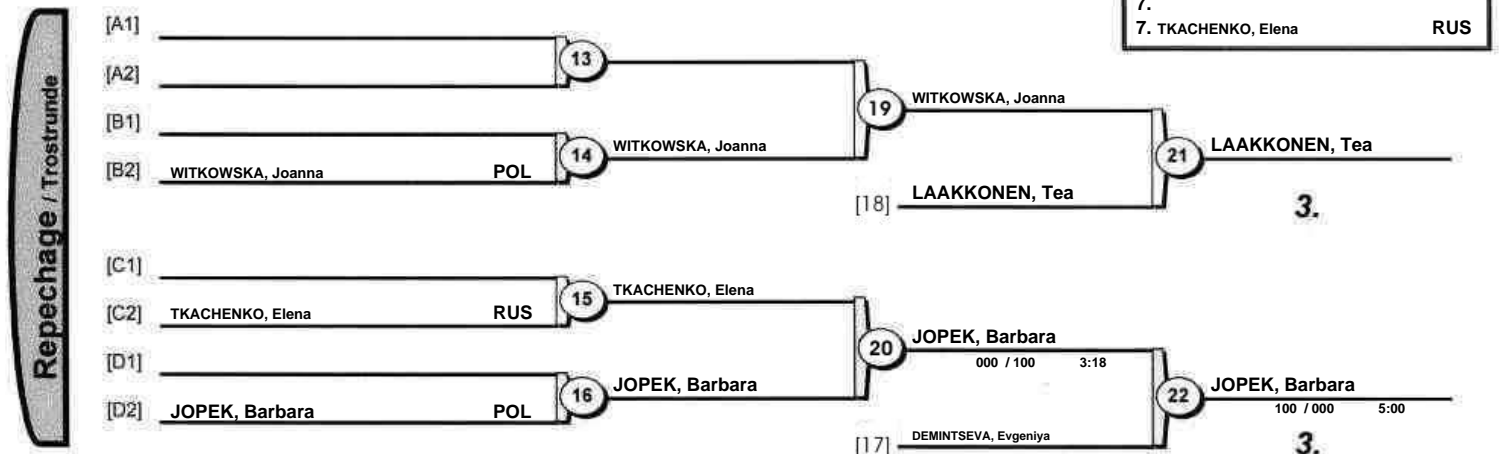 7.
7. TKACHENKO, Elena RUS
Repechage / Trostrunde
[A1]
13
[A2]
19 WITKOWSKA, Joanna
[B1]
14 WITKOWSKA, Joanna
21 LAAKKONEN, Tea
[B2] WITKOWSKA, Joanna POL
[18] LAAKKONEN, Tea
3.
[C1]
15 TKACHENKO, Elena
[C2] TKACHENKO, Elena RUS
20 JOPEK, Barbara
000 / 100 3:18
[D1]
16 JOPEK, Barbara
22 JOPEK, Barbara
100 / 000 5:00
[D2] JOPEK, Barbara POL
[17] DEMINTSEVA, Evgeniya
3.